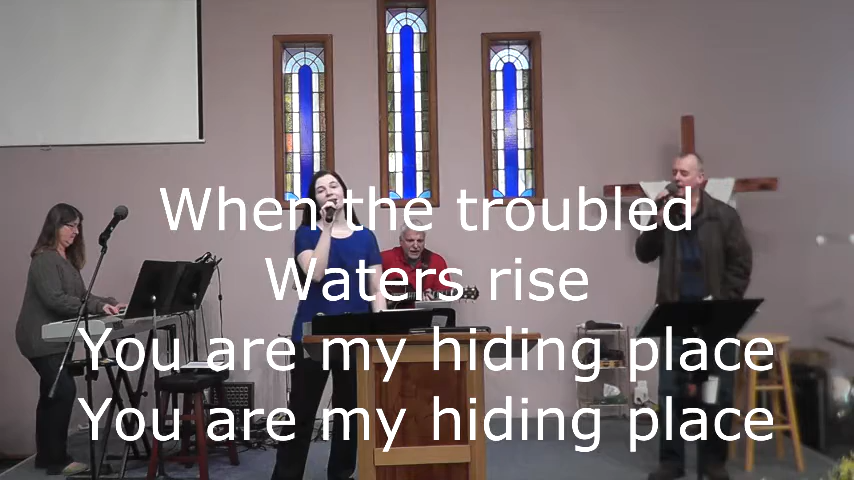 When the troubled
Waters rise
You are my hiding place
You are my hiding place